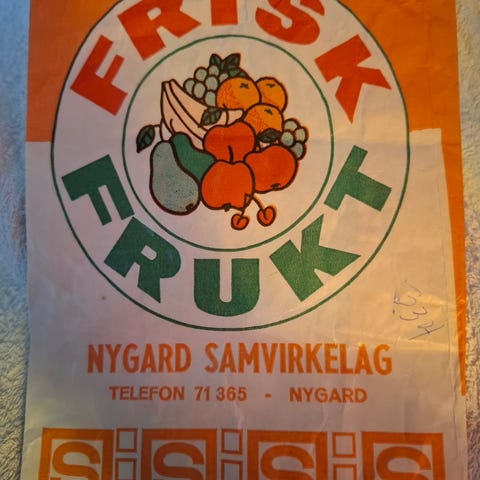 FRISK
FRUKT
NYGARD SAMVIRKELAG
TELEFON 71 365 - NYGARD
S S S S